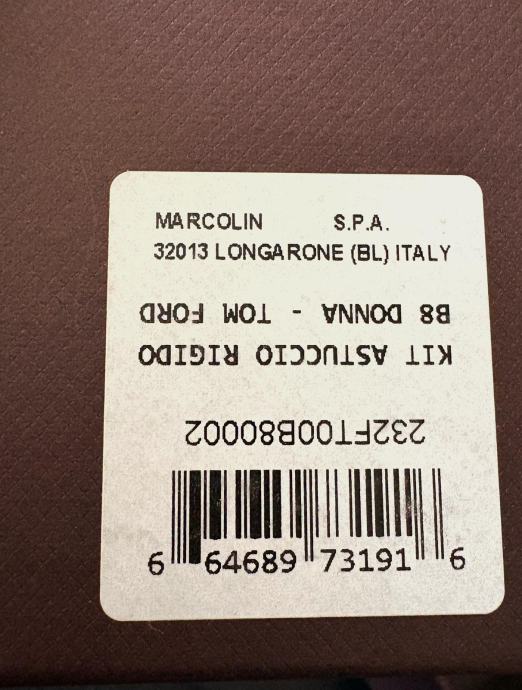 MARCOLIN S.P.A.
32013 LONGARONE (BL) ITALY
KIT ASTUCCIO RIGIDO
B8 DONNA - TOM FORD
232FT00B80002
6 64689 73191 6